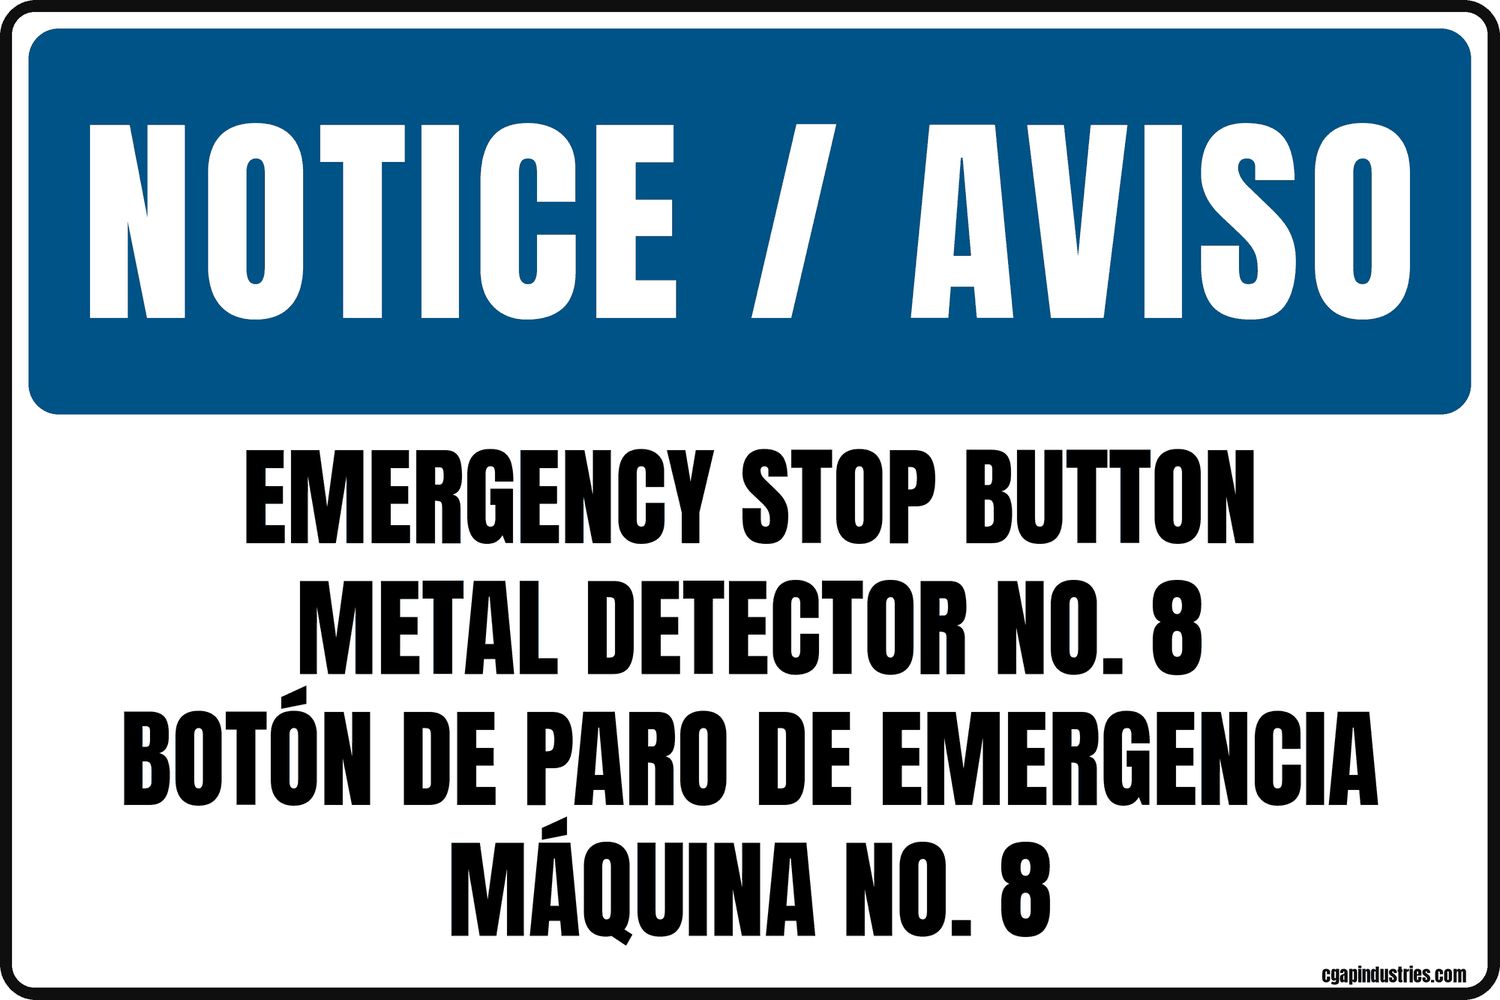 NOTICE / AVISO
EMERGENCY STOP BUTTON
METAL DETECTOR NO. 8
BOTÓN DE PARO DE EMERGENCIA
MÁQUINA NO. 8
cgapindustries.com